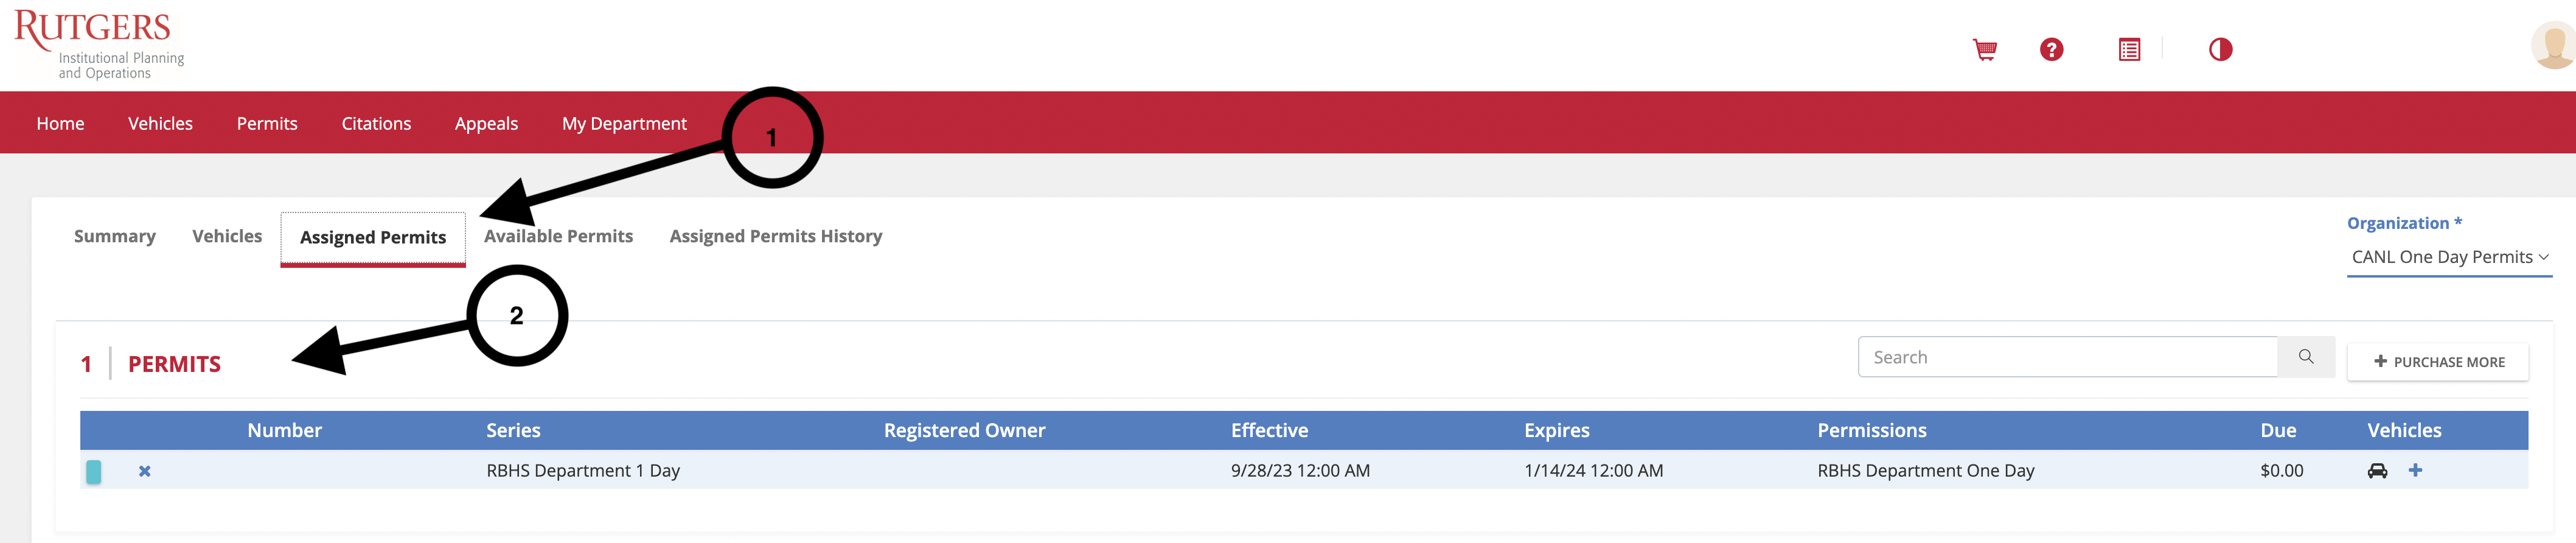 RUTGERS
Institutional Planning
and Operations
Home Vehicles Permits Citations Appeals My Department
1
Summary Vehicles Assigned Permits Available Permits Assigned Permits History
Organization *
CANL One Day Permits
2
1 PERMITS
Search
+ PURCHASE MORE
Number Series Registered Owner Effective Expires Permissions Due Vehicles
RBHS Department 1 Day 9/28/23 12:00 AM 1/14/24 12:00 AM RBHS Department One Day $0.00